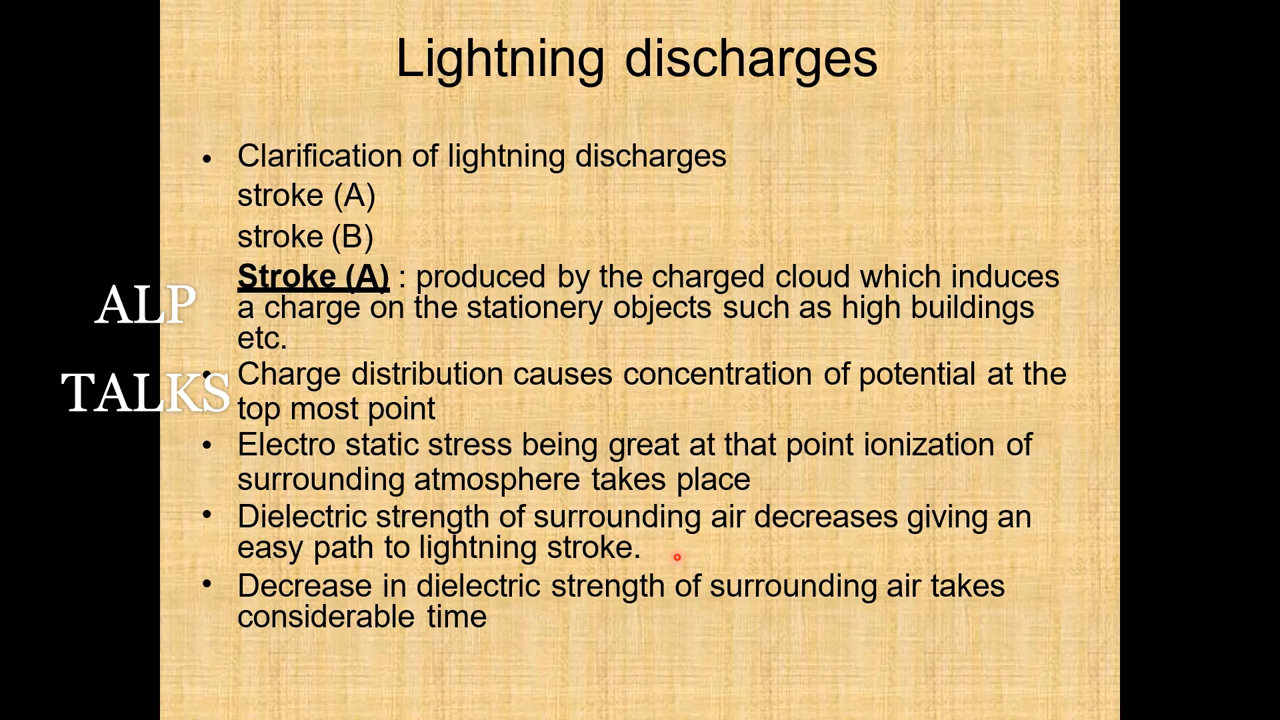 Lightning discharges
• Clarification of lightning discharges
stroke (A)
stroke (B)
Stroke (A) : produced by the charged cloud which induces
a charge on the stationery objects such as high buildings
etc.
• Charge distribution causes concentration of potential at the
top most point
• Electro static stress being great at that point ionization of
surrounding atmosphere takes place
• Dielectric strength of surrounding air decreases giving an
easy path to lightning stroke.
• Decrease in dielectric strength of surrounding air takes
considerable time
ALP
TALKS